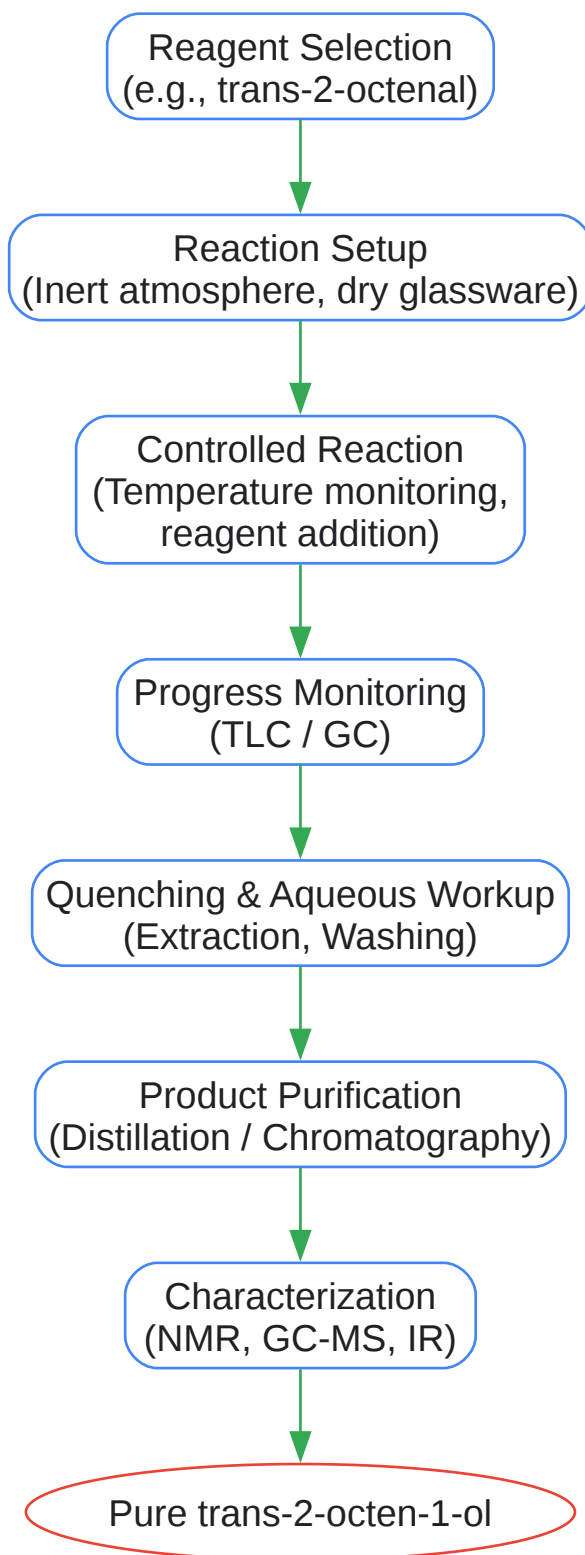 Reagent Selection
(e.g., trans-2-octenal)
Reaction Setup
(Inert atmosphere, dry glassware)
Controlled Reaction
(Temperature monitoring,
reagent addition)
Progress Monitoring
(TLC / GC)
Quenching & Aqueous Workup
(Extraction, Washing)
Product Purification
(Distillation / Chromatography)
Characterization
(NMR, GC-MS, IR)
Pure trans-2-octen-1-ol